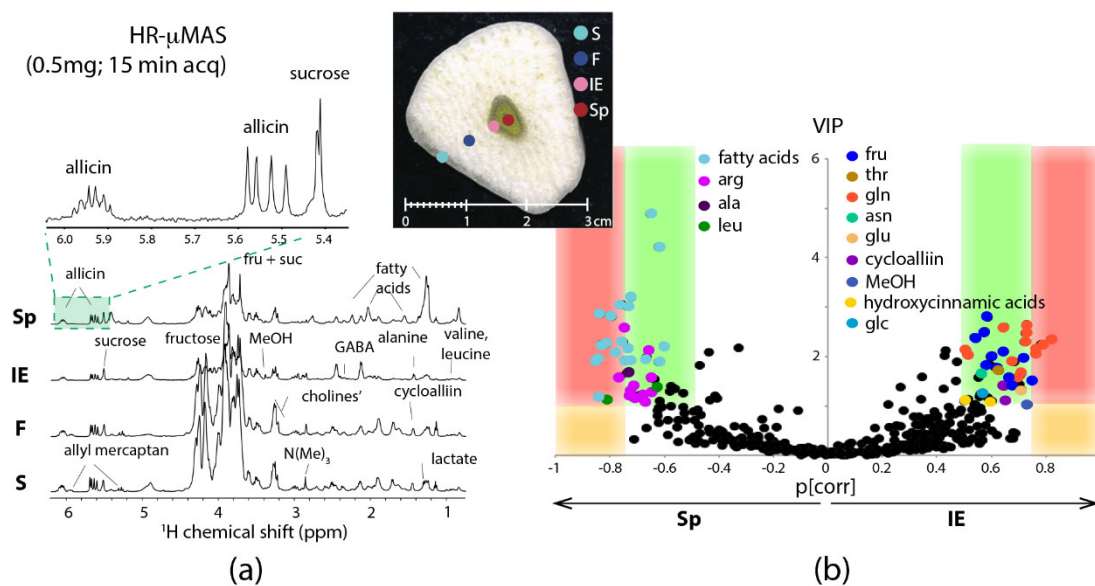 HR-μMAS
(0.5mg; 15 min acq)
sucrose
allicin
allicin
6.0 5.9 5.8 5.7 5.6 5.5 5.4
S
F
IE
Sp
0 1 2 3 cm
allicin
fru + suc
fatty
acids
Sp
sucrose
fructose
MeOH
GABA
alanine
valine,
leucine
IE
cholines'
cycloalliin
F
allyl mercaptan
N(Me)3
lactate
S
6 5 4 3 2 1
¹H chemical shift (ppm)
(a)
VIP
6
4
2
fatty acids
arg
ala
leu
fru
thr
gln
asn
glu
cycloalliin
MeOH
hydroxycinnamic acids
glc
-1 -0.8 -0.6 -0.4 -0.2 0 0.2 0.4 0.6 0.8
p[corr]
Sp
IE
(b)